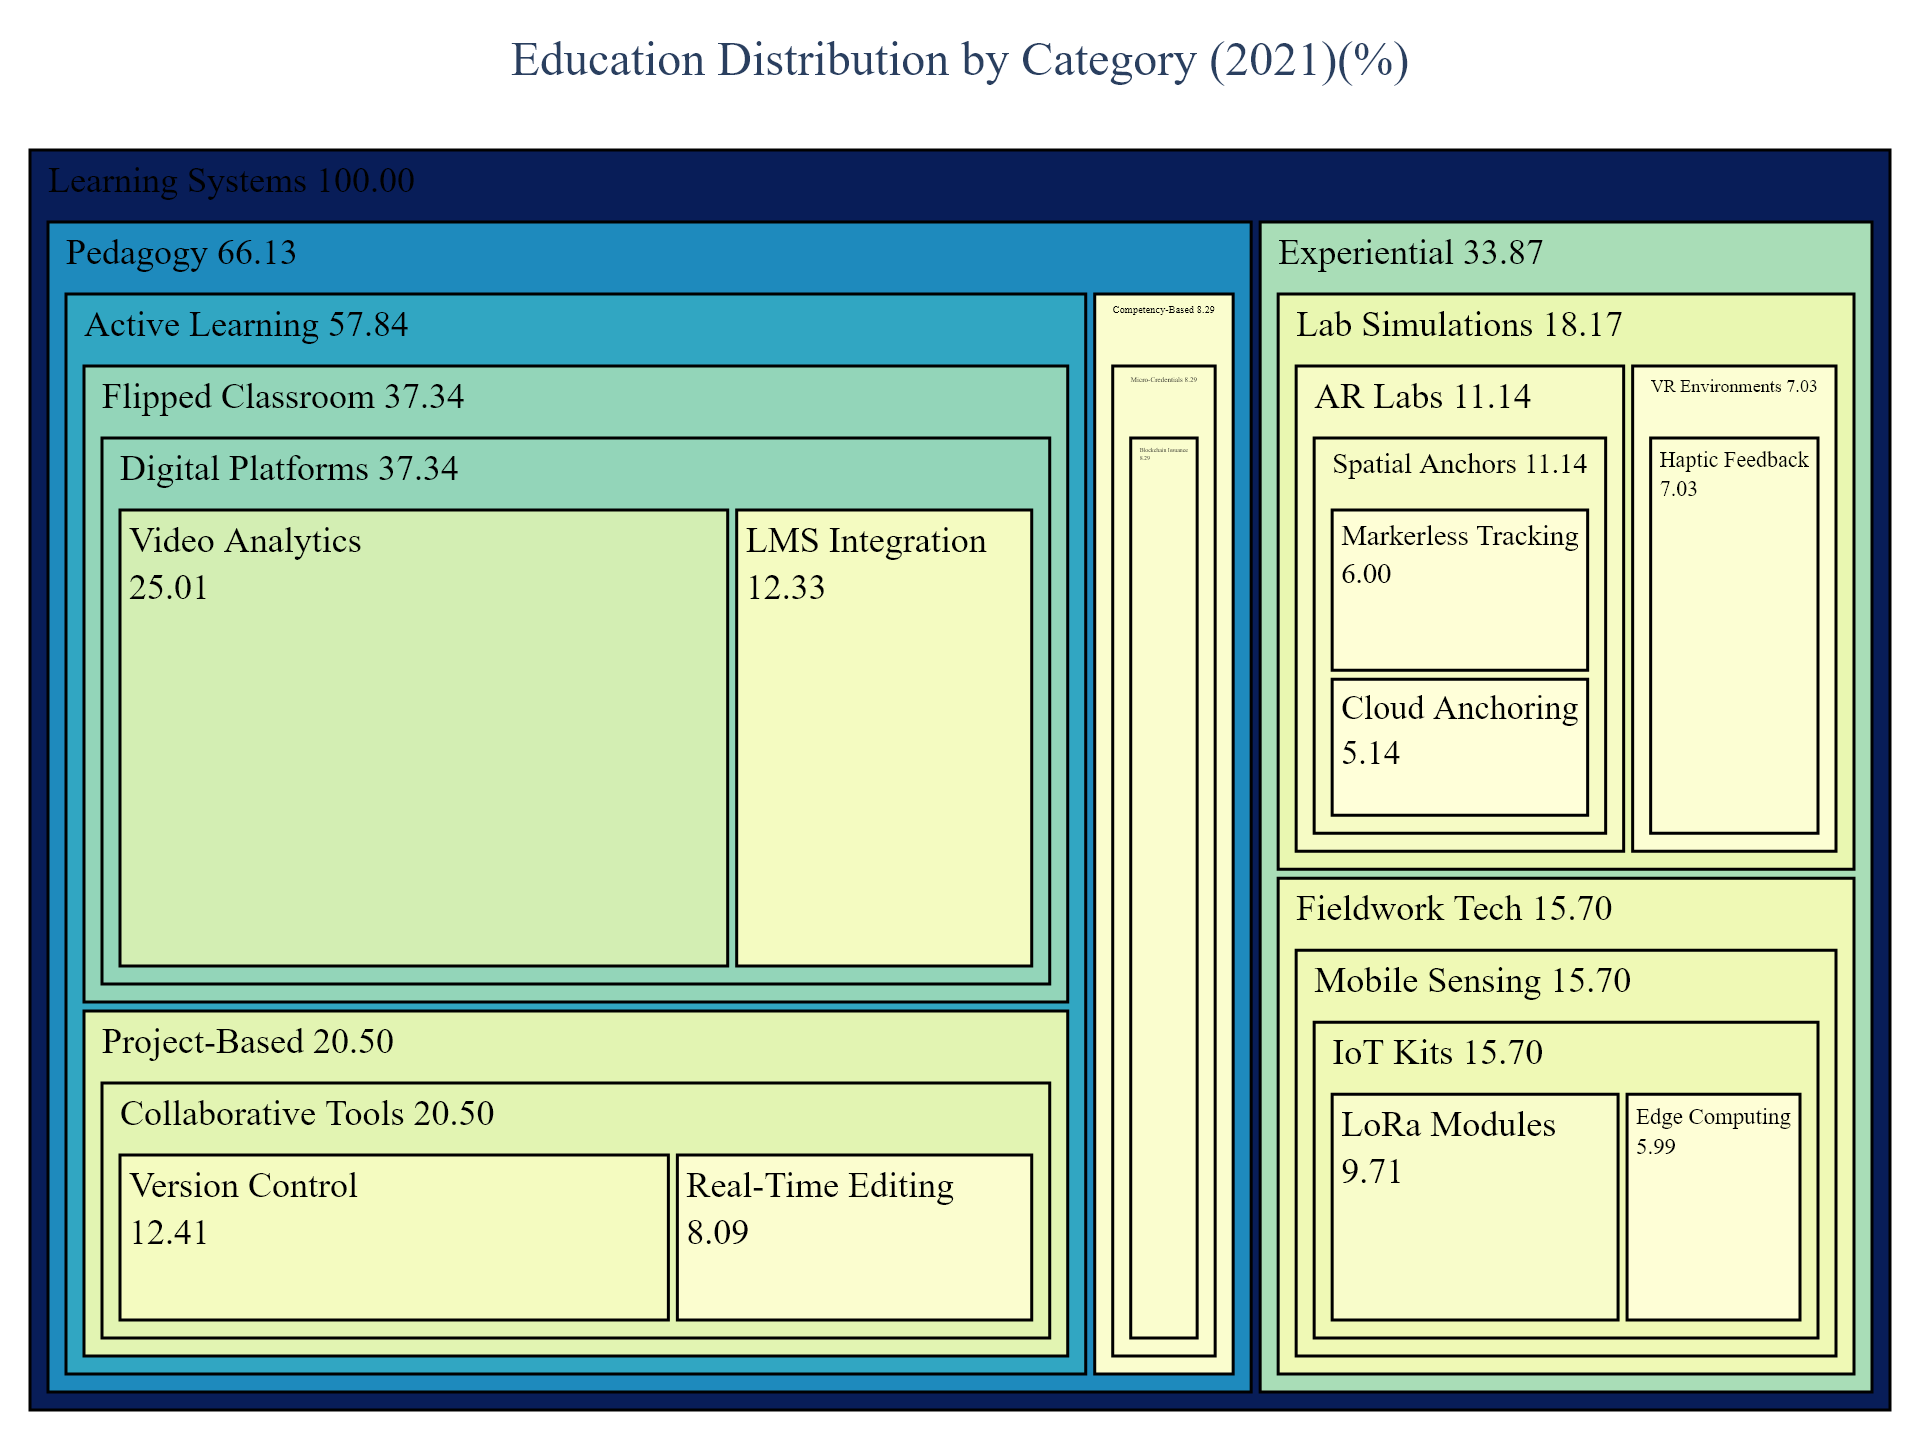 Education Distribution by Category (2021)(%)
Learning Systems 100.00
Pedagogy 66.13
Active Learning 57.84
Flipped Classroom 37.34
Digital Platforms 37.34
Video Analytics
25.01
LMS Integration
12.33
Project-Based 20.50
Collaborative Tools 20.50
Version Control
12.41
Real-Time Editing
8.09
Competency-Based 8.29
Micro-Credentials 8.29
Blockchain Issuance
8.29
Experiential 33.87
Lab Simulations 18.17
AR Labs 11.14
Spatial Anchors 11.14
Markerless Tracking
6.00
Cloud Anchoring
5.14
VR Environments 7.03
Haptic Feedback
7.03
Fieldwork Tech 15.70
Mobile Sensing 15.70
IoT Kits 15.70
LoRa Modules
9.71
Edge Computing
5.99